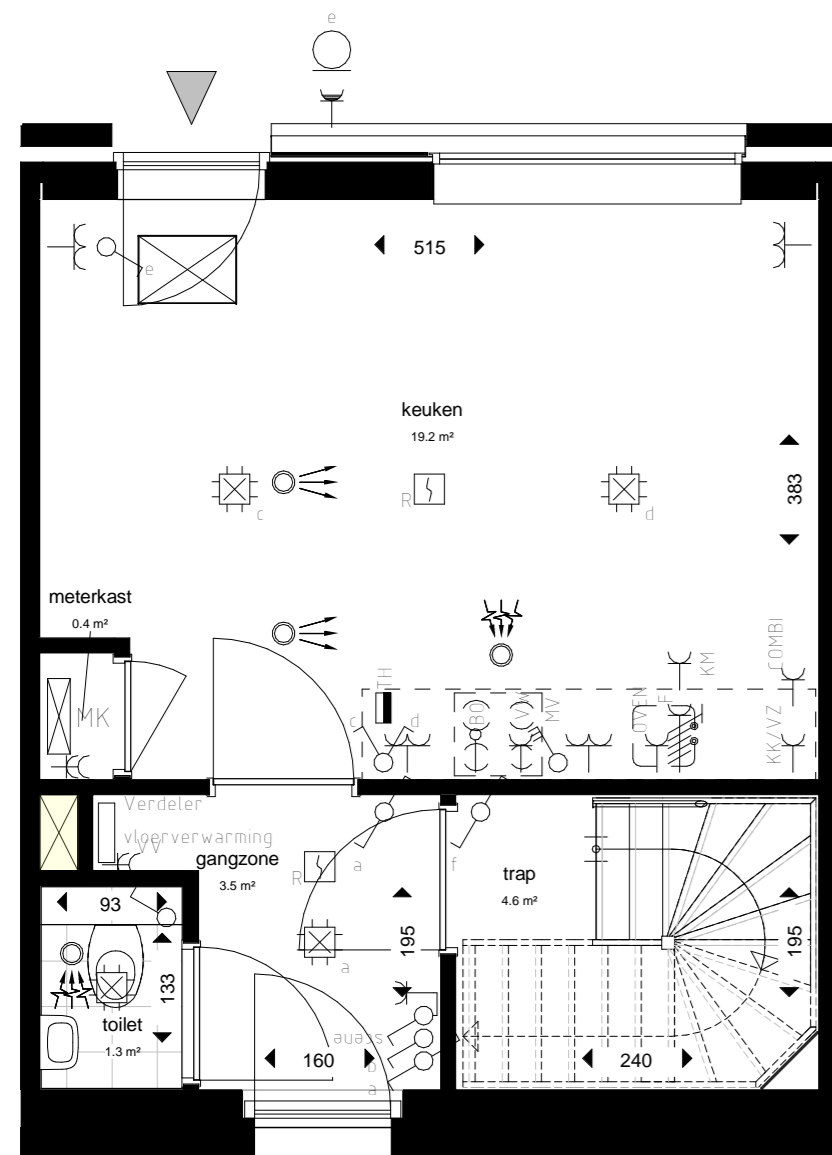 e
e
515
keuken
19.2 m²
383
c
R
d
meterkast
0.4 m²
MK
TH
c
d
BO
VW
MV
OVEN
F
KM
COMBI
KK/VZ
Verdeler
vloerverwarming
VV
gangzone
3.5 m²
R
a
f
trap
4.6 m²
93
133
195
195
a
toilet
1.3 m²
scene
a
a
160
240